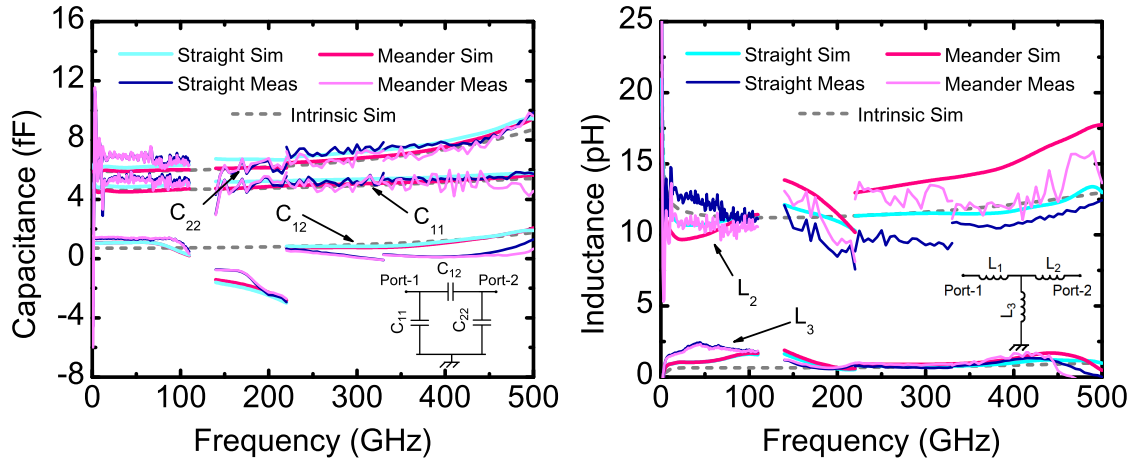 16
12
8
4
0
-4
-8
0
100
200
300
400
500
Capacitance (fF)
Frequency (GHz)
Straight Sim
Meander Sim
Straight Meas
Meander Meas
Intrinsic Sim
C22
C12
C11
Port-1
C12
Port-2
C11
C22
25
20
15
10
5
0
0
100
200
300
400
500
Inductance (pH)
Frequency (GHz)
Straight Sim
Meander Sim
Straight Meas
Meander Meas
Intrinsic Sim
L2
L3
L1
L2
Port-1
Port-2
L3